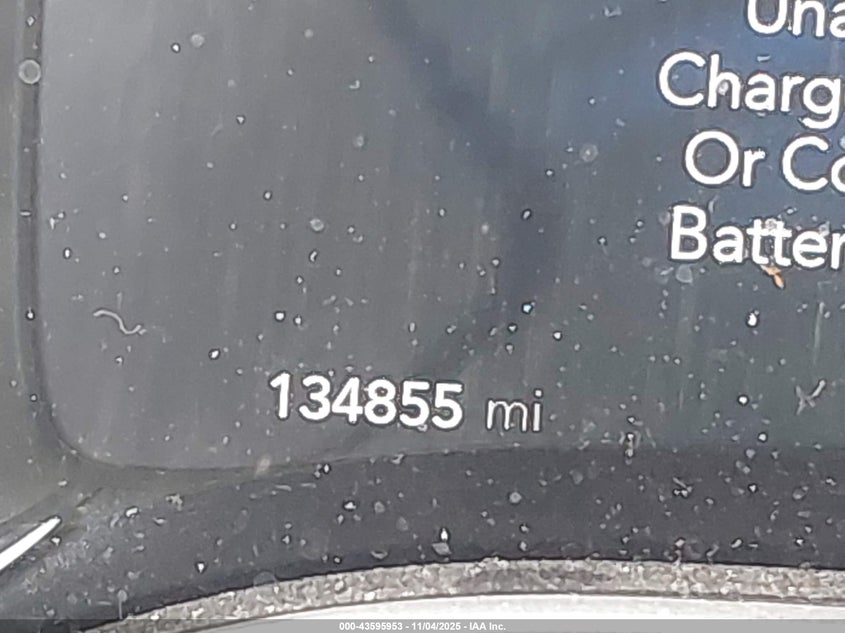 Una
Charg
Or Co
Batter
134855 mi
000-43595953 - 11/04/2025 - IAA Inc.